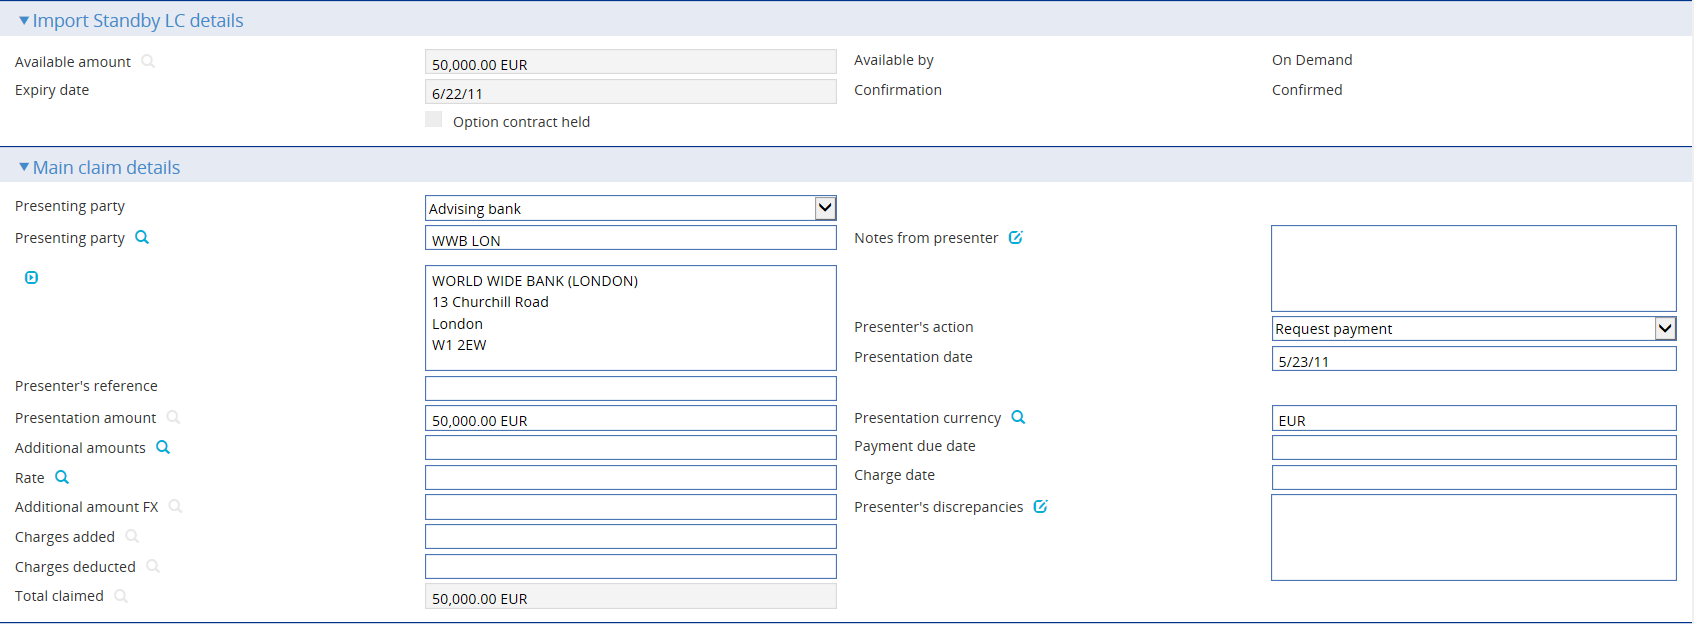 Import Standby LC details
Available amount 50,000.00 EUR Available by On Demand
Expiry date 6/22/11 Confirmation Confirmed
Option contract held
Main claim details
Presenting party Advising bank
Presenting party WWB LON Notes from presenter
WORLD WIDE BANK (LONDON)
13 Churchill Road
London
W1 2EW
Presenter's action Request payment
Presentation date 5/23/11
Presenter's reference
Presentation amount 50,000.00 EUR Presentation currency EUR
Additional amounts Payment due date
Rate Charge date
Additional amount FX Presenter's discrepancies
Charges added
Charges deducted
Total claimed 50,000.00 EUR